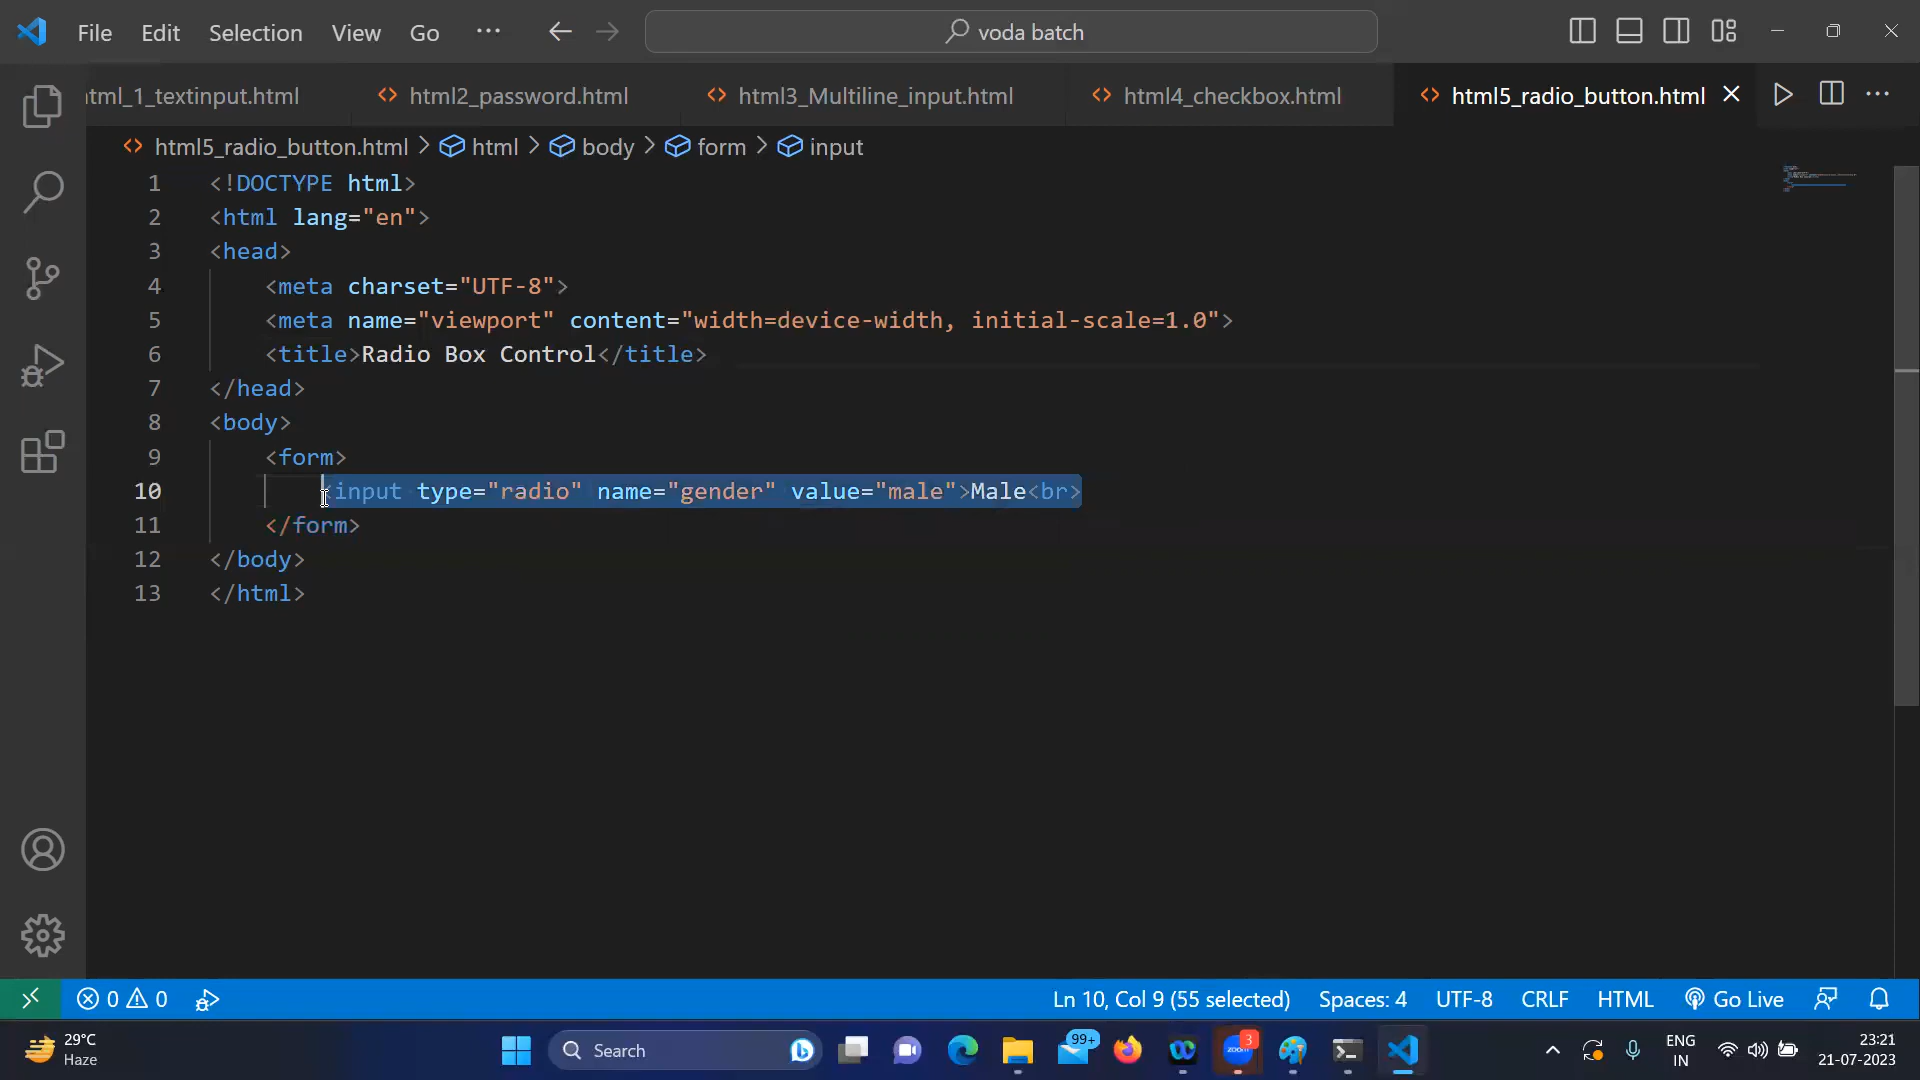 File Edit Selection View Go ··· voda batch
html_1_textinput.html html2_password.html html3_Multiline_input.html html4_checkbox.html html5_radio_button.html
html5_radio_button.html > html > body > form > input
1 <!DOCTYPE html>
2 <html lang="en">
3 <head>
4 <meta charset="UTF-8">
5 <meta name="viewport" content="width=device-width, initial-scale=1.0">
6 <title>Radio Box Control</title>
7 </head>
8 <body>
9 <form>
10 <input type="radio" name="gender" value="male">Male<br>
11 </form>
12 </body>
13 </html>
0 0 Ln 10, Col 9 (55 selected) Spaces: 4 UTF-8 CRLF HTML Go Live
29°C
Haze
Search
99+
zoom
3
ENG
IN
23:21
21-07-2023